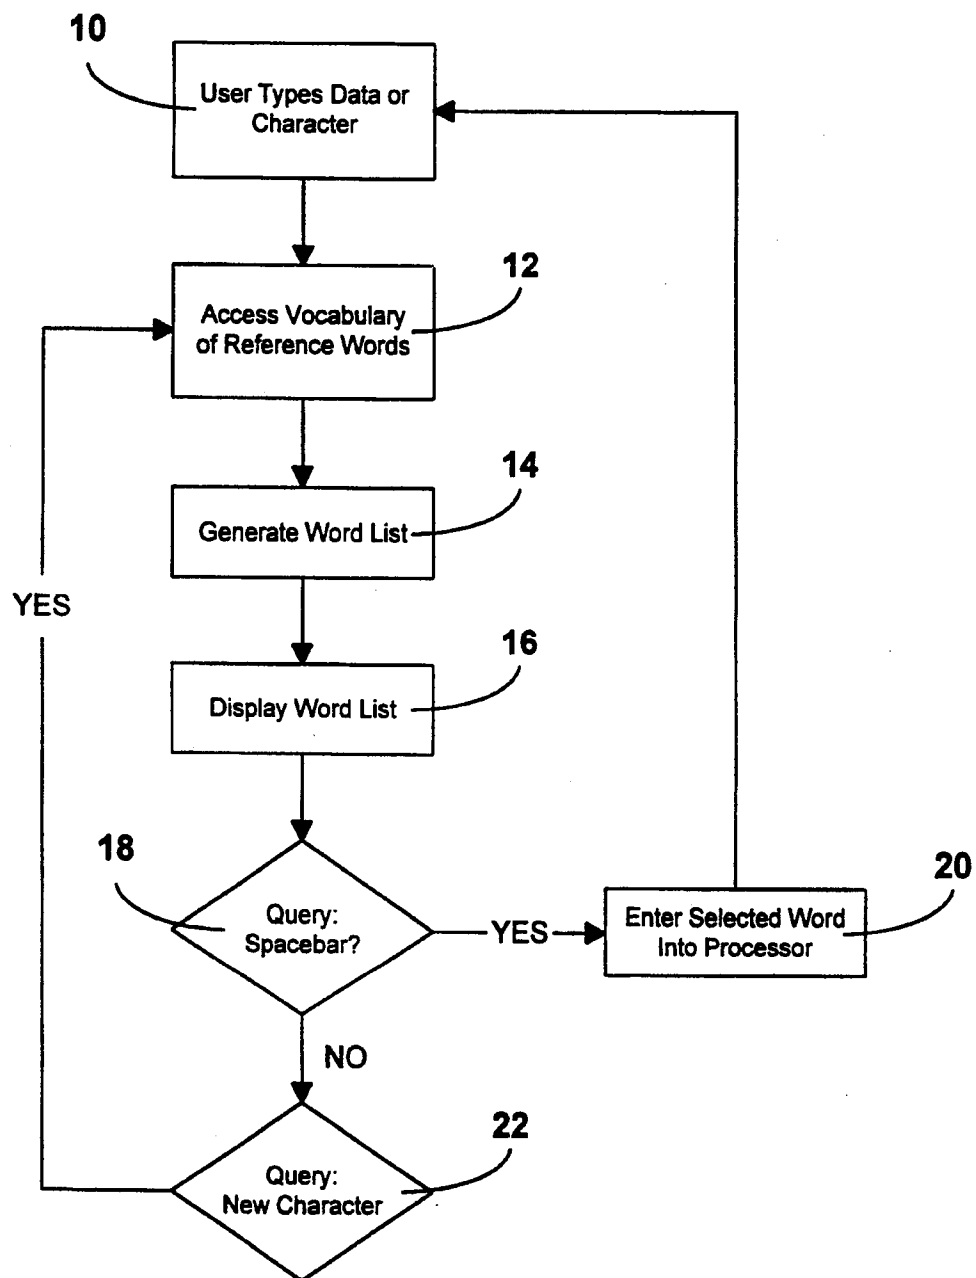 10
User Types Data or
Character
12
Access Vocabulary
of Reference Words
14
Generate Word List
YES
16
Display Word List
18
Query:
Spacebar?
YES
20
Enter Selected Word
Into Processor
NO
22
Query:
New Character